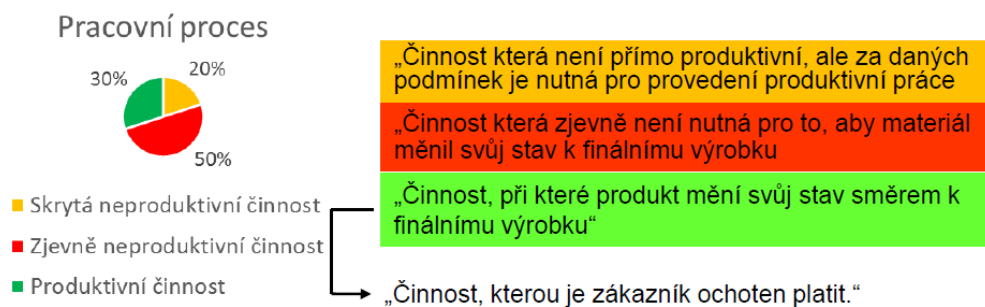 Pracovní proces
30%
20%
50%
Skrytá neproduktivní činnost
Zjevně neproduktivní činnost
Produktivní činnost
„Činnost která není přímo produktivní, ale za daných
podmínek je nutná pro provedení produktivní práce
„Činnost která zjevně není nutná pro to, aby materiál
měnil svůj stav k finálnímu výrobku
„Činnost, při které produkt mění svůj stav směrem k
finálnímu výrobku“
„Činnost, kterou je zákazník ochoten platit.“